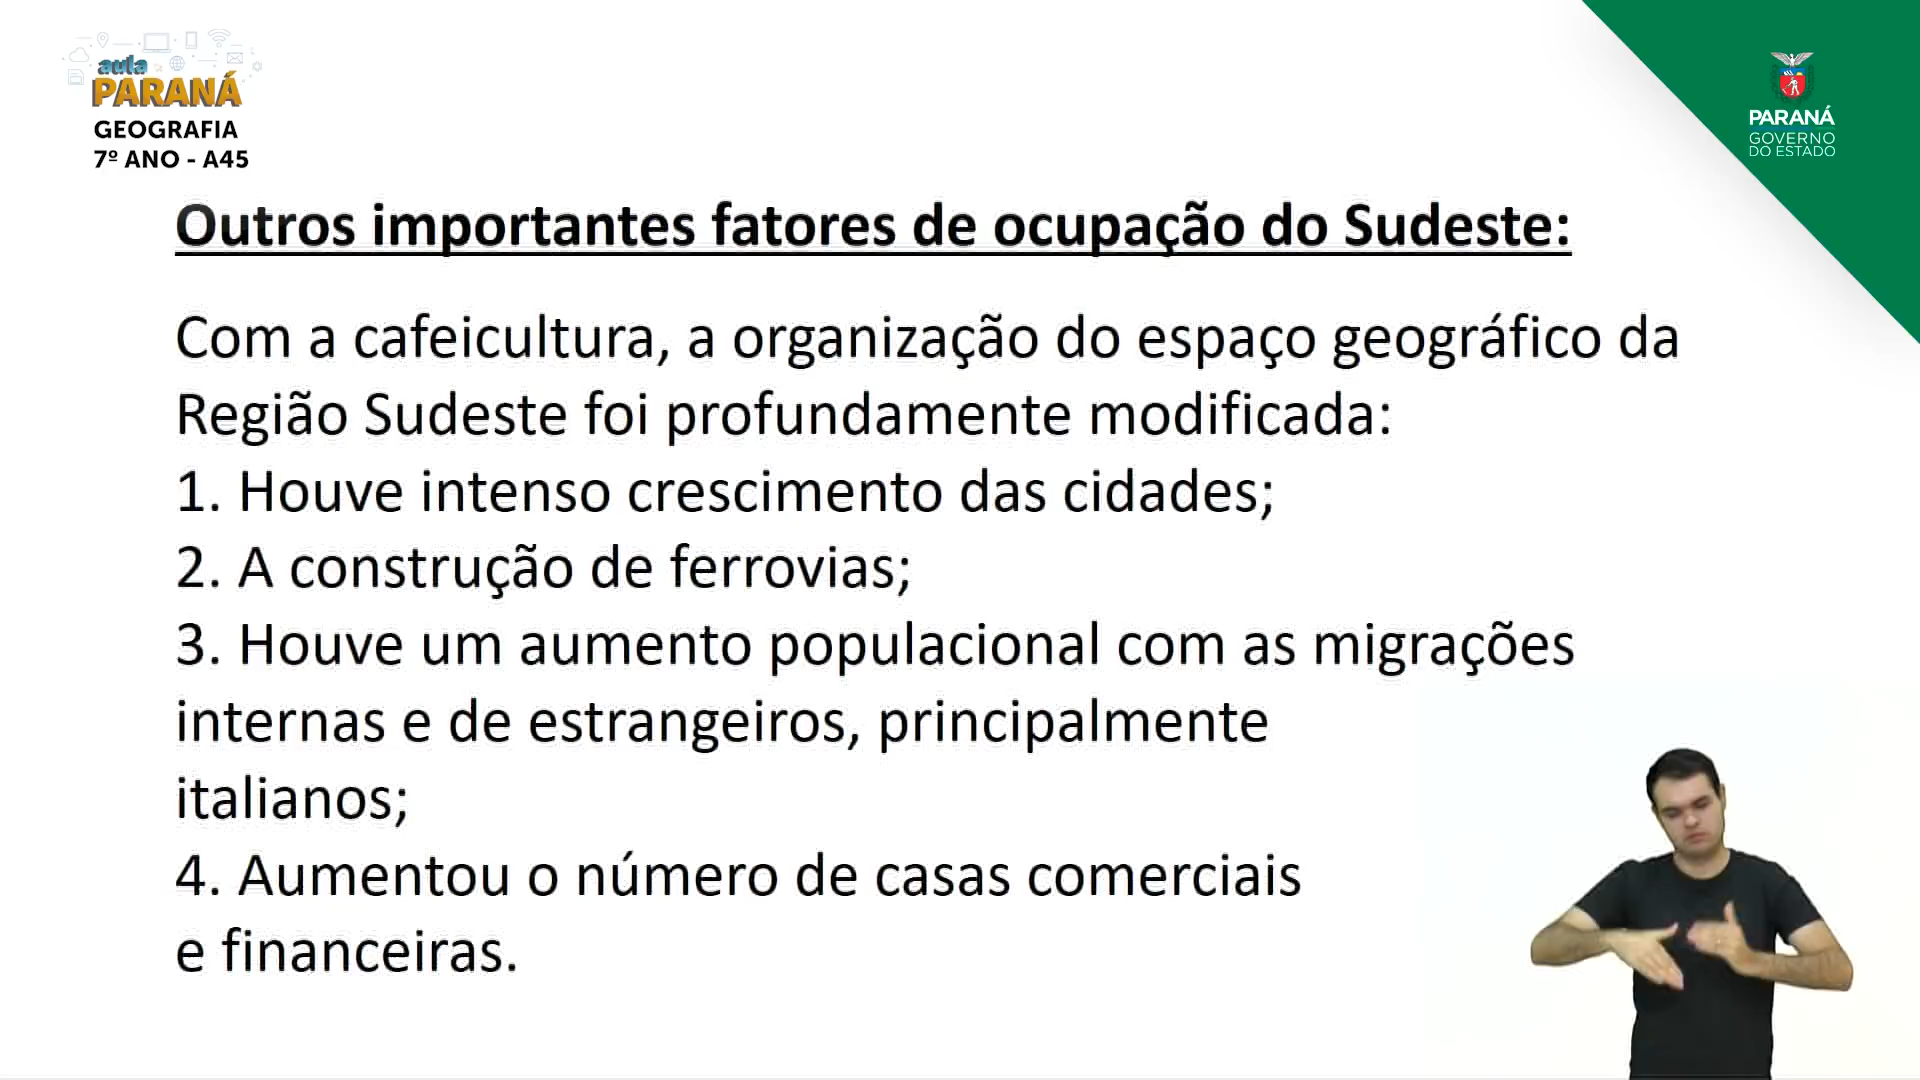 aula
PARANÁ
GEOGRAFIA
7º ANO - A45
PARANÁ
GOVERNO
DO ESTADO
Outros importantes fatores de ocupação do Sudeste:
Com a cafeicultura, a organização do espaço geográfico da
Região Sudeste foi profundamente modificada:
1. Houve intenso crescimento das cidades;
2. A construção de ferrovias;
3. Houve um aumento populacional com as migrações
internas e de estrangeiros, principalmente
italianos;
4. Aumentou o número de casas comerciais
e financeiras.